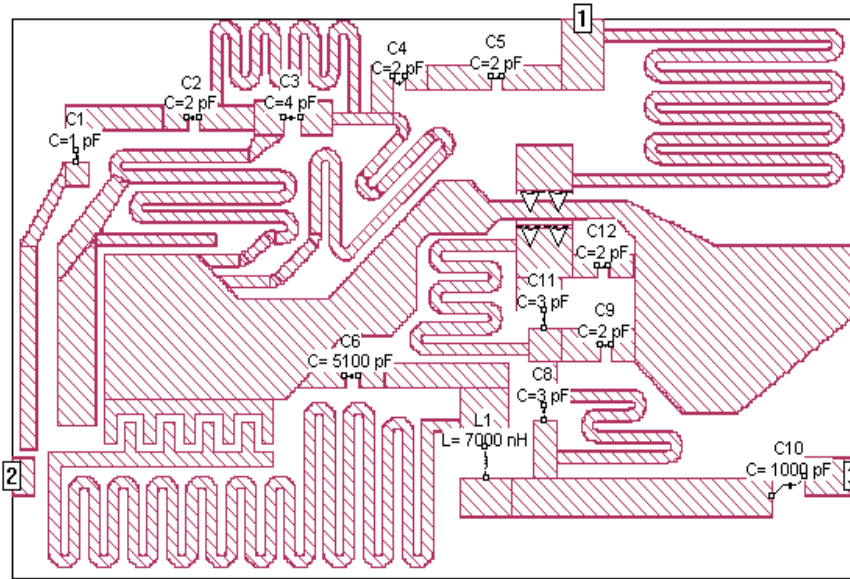 1
C4
C=2 pF
C5
C=2 pF
C2
C=2 pF
C3
C=4 pF
C1
C=1 pF
C12
C=2 pF
C11
C=3 pF
C9
C=2 pF
C6
C= 5100 pF
C8
C=3 pF
L1
L= 7000 nH
C10
C= 1000 pF
2